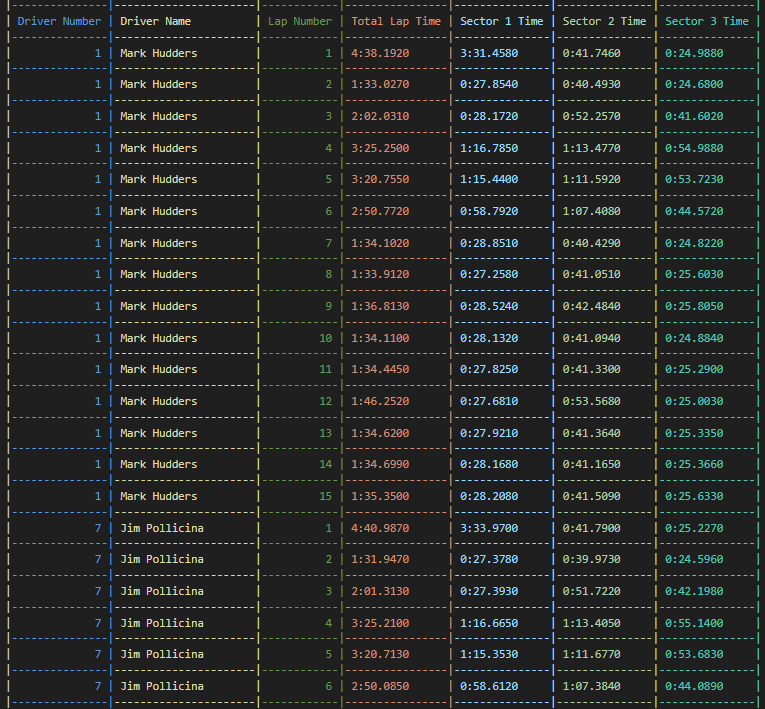 | Driver Number | Driver Name | Lap Number | Total Lap Time | Sector 1 Time | Sector 2 Time | Sector 3 Time |
| 1 | Mark Hudders | 1 | 4:38.1920 | 3:31.4580 | 0:41.7460 | 0:24.9880 |
| 1 | Mark Hudders | 2 | 1:33.0270 | 0:27.8540 | 0:40.4930 | 0:24.6800 |
| 1 | Mark Hudders | 3 | 2:02.0310 | 0:28.1720 | 0:52.2570 | 0:41.6020 |
| 1 | Mark Hudders | 4 | 3:25.2500 | 1:16.7850 | 1:13.4770 | 0:54.9880 |
| 1 | Mark Hudders | 5 | 3:20.7550 | 1:15.4400 | 1:11.5920 | 0:53.7230 |
| 1 | Mark Hudders | 6 | 2:50.7720 | 0:58.7920 | 1:07.4080 | 0:44.5720 |
| 1 | Mark Hudders | 7 | 1:34.1020 | 0:28.8510 | 0:40.4290 | 0:24.8220 |
| 1 | Mark Hudders | 8 | 1:33.9120 | 0:27.2580 | 0:41.0510 | 0:25.6030 |
| 1 | Mark Hudders | 9 | 1:36.8130 | 0:28.5240 | 0:42.4840 | 0:25.8050 |
| 1 | Mark Hudders | 10 | 1:34.1100 | 0:28.1320 | 0:41.0940 | 0:24.8840 |
| 1 | Mark Hudders | 11 | 1:34.4450 | 0:27.8250 | 0:41.3300 | 0:25.2900 |
| 1 | Mark Hudders | 12 | 1:46.2520 | 0:27.6810 | 0:53.5680 | 0:25.0030 |
| 1 | Mark Hudders | 13 | 1:34.6200 | 0:27.9210 | 0:41.3640 | 0:25.3350 |
| 1 | Mark Hudders | 14 | 1:34.6990 | 0:28.1680 | 0:41.1650 | 0:25.3660 |
| 1 | Mark Hudders | 15 | 1:35.3500 | 0:28.2080 | 0:41.5090 | 0:25.6330 |
| 7 | Jim Pollicina | 1 | 4:40.9870 | 3:33.9700 | 0:41.7900 | 0:25.2270 |
| 7 | Jim Pollicina | 2 | 1:31.9470 | 0:27.3780 | 0:39.9730 | 0:24.5960 |
| 7 | Jim Pollicina | 3 | 2:01.3130 | 0:27.3930 | 0:51.7220 | 0:42.1980 |
| 7 | Jim Pollicina | 4 | 3:25.2100 | 1:16.6650 | 1:13.4050 | 0:55.1400 |
| 7 | Jim Pollicina | 5 | 3:20.7130 | 1:15.3530 | 1:11.6770 | 0:53.6830 |
| 7 | Jim Pollicina | 6 | 2:50.0850 | 0:58.6120 | 1:07.3840 | 0:44.0890 |